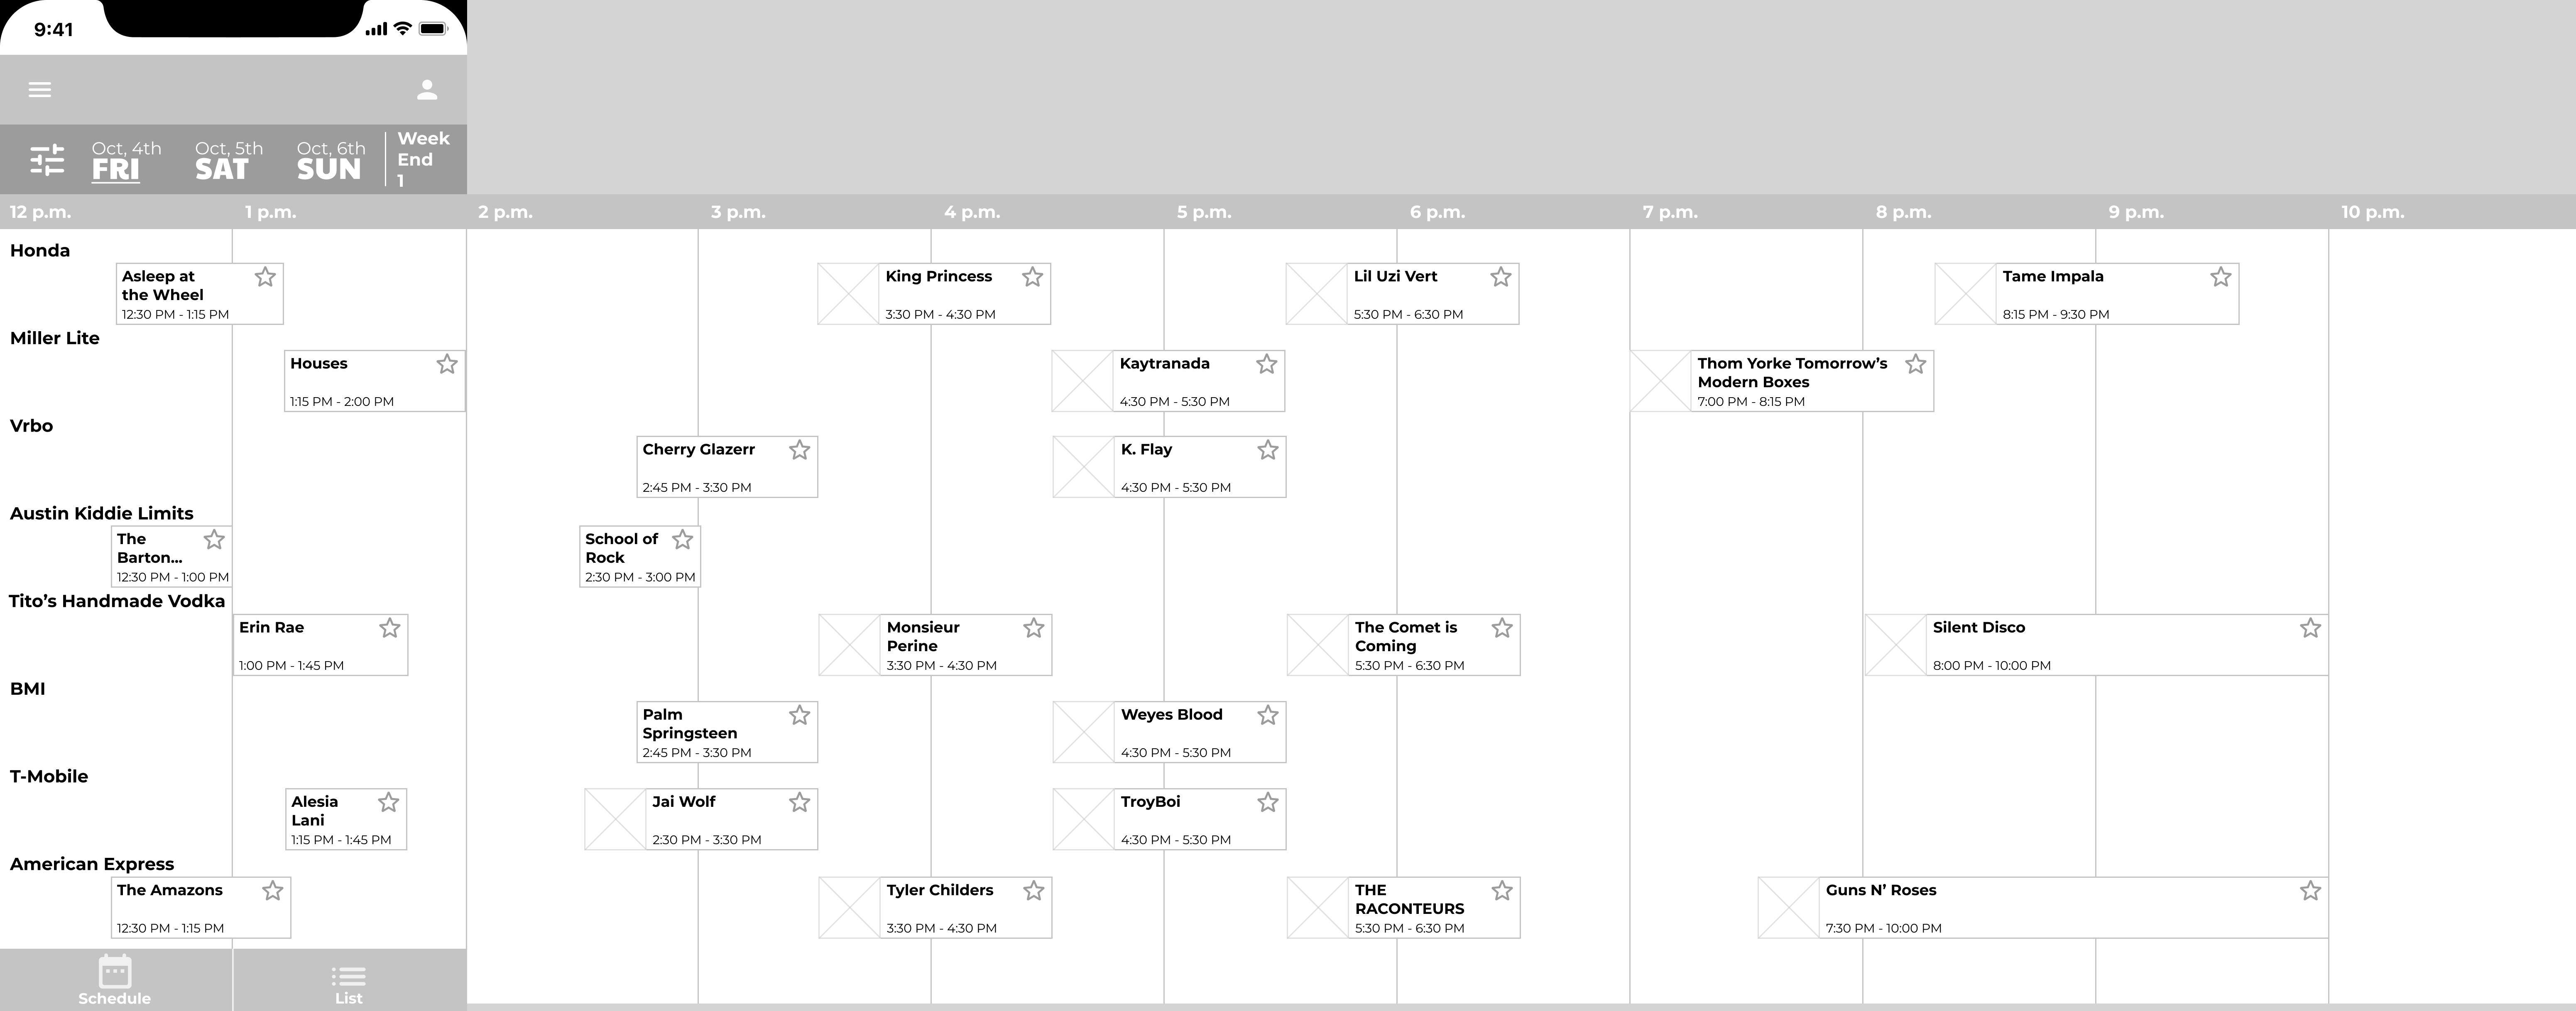 9:41
Oct, 4th
FRI
Oct, 5th
SAT
Oct, 6th
SUN
Week
End
1
12 p.m.
1 p.m.
2 p.m.
3 p.m.
4 p.m.
5 p.m.
6 p.m.
7 p.m.
8 p.m.
9 p.m.
10 p.m.
Honda
Asleep at
the Wheel
12:30 PM - 1:15 PM
King Princess
3:30 PM - 4:30 PM
Lil Uzi Vert
5:30 PM - 6:30 PM
Tame Impala
8:15 PM - 9:30 PM
Miller Lite
Houses
1:15 PM - 2:00 PM
Kaytranada
4:30 PM - 5:30 PM
Thom Yorke Tomorrow’s
Modern Boxes
7:00 PM - 8:15 PM
Vrbo
Cherry Glazerr
2:45 PM - 3:30 PM
K. Flay
4:30 PM - 5:30 PM
Austin Kiddie Limits
The
Barton...
12:30 PM - 1:00 PM
School of
Rock
2:30 PM - 3:00 PM
Tito’s Handmade Vodka
Erin Rae
1:00 PM - 1:45 PM
Monsieur
Perine
3:30 PM - 4:30 PM
The Comet is
Coming
5:30 PM - 6:30 PM
Silent Disco
8:00 PM - 10:00 PM
BMI
Palm
Springsteen
2:45 PM - 3:30 PM
Weyes Blood
4:30 PM - 5:30 PM
T-Mobile
Alesia
Lani
1:15 PM - 1:45 PM
Jai Wolf
2:30 PM - 3:30 PM
TroyBoi
4:30 PM - 5:30 PM
American Express
The Amazons
12:30 PM - 1:15 PM
Tyler Childers
3:30 PM - 4:30 PM
THE
RACONTEURS
5:30 PM - 6:30 PM
Guns N’ Roses
7:30 PM - 10:00 PM
Schedule
List